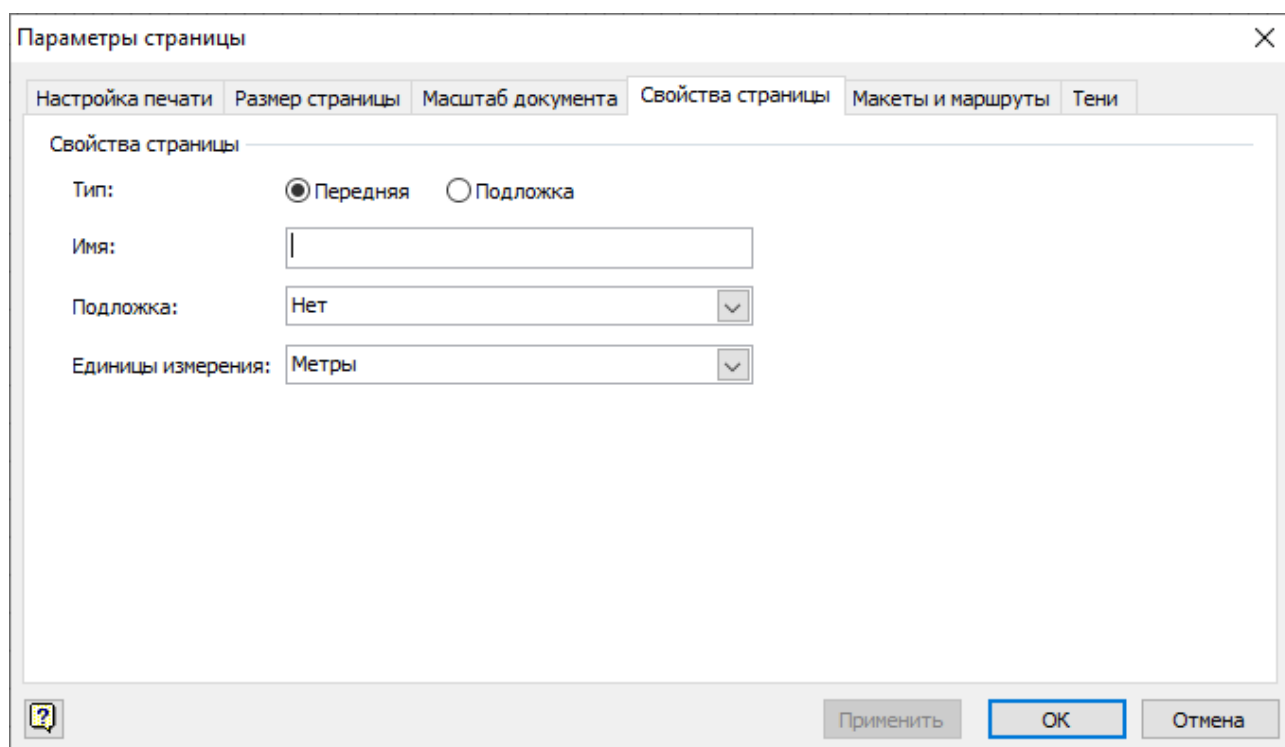 Параметры страницы
Настройка печати Размер страницы Масштаб документа Свойства страницы Макеты и маршруты Тени
Свойства страницы
Тип: Передняя Подложка
Имя:
Подложка: Нет
Единицы измерения: Метры
? Применить ОК Отмена